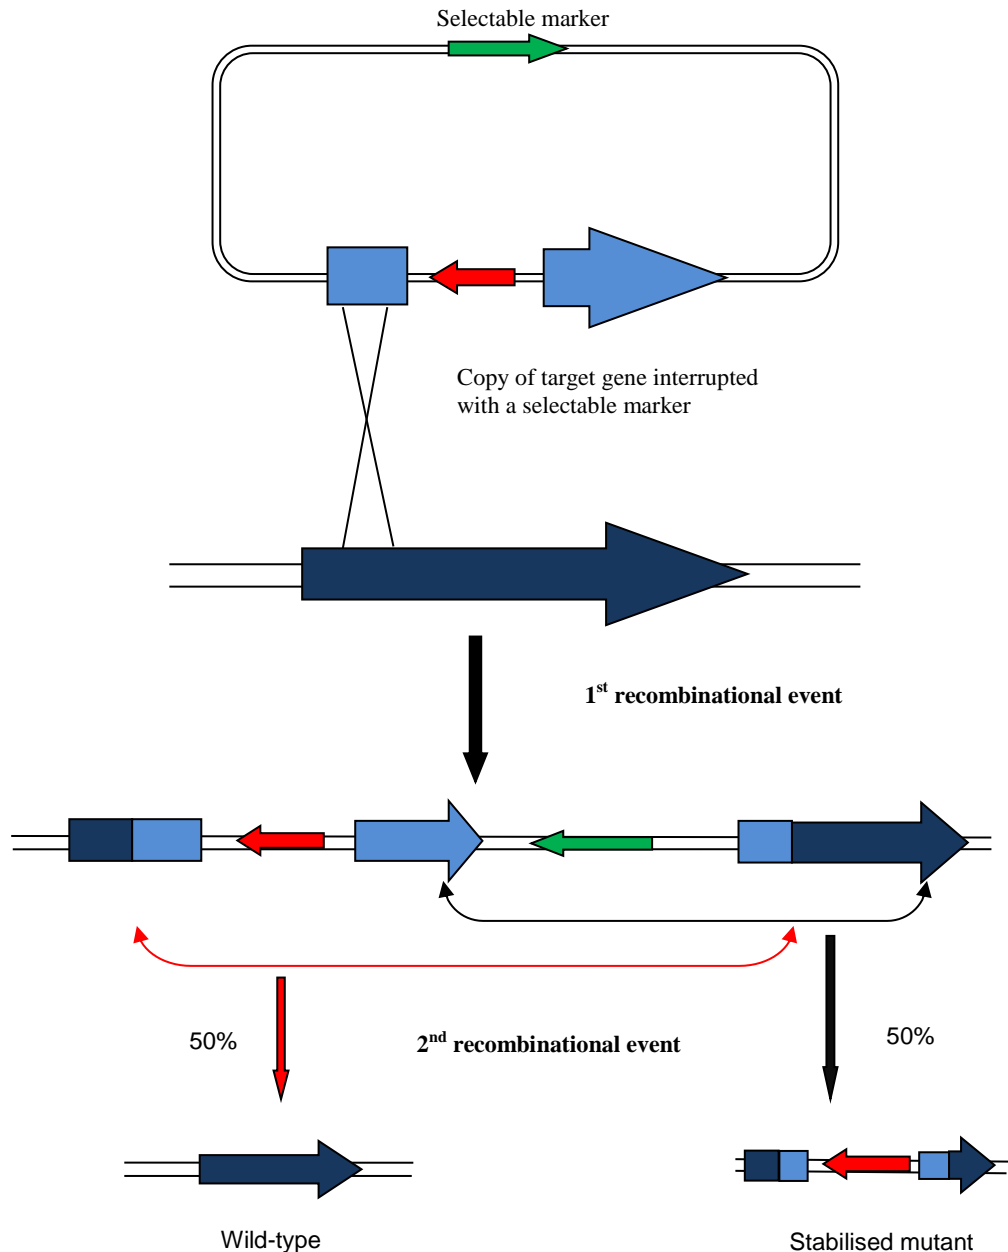 Selectable marker
Copy of target gene interrupted
with a selectable marker
1st recombinational event
50%
2nd recombinational event
50%
Wild-type
Stabilised mutant